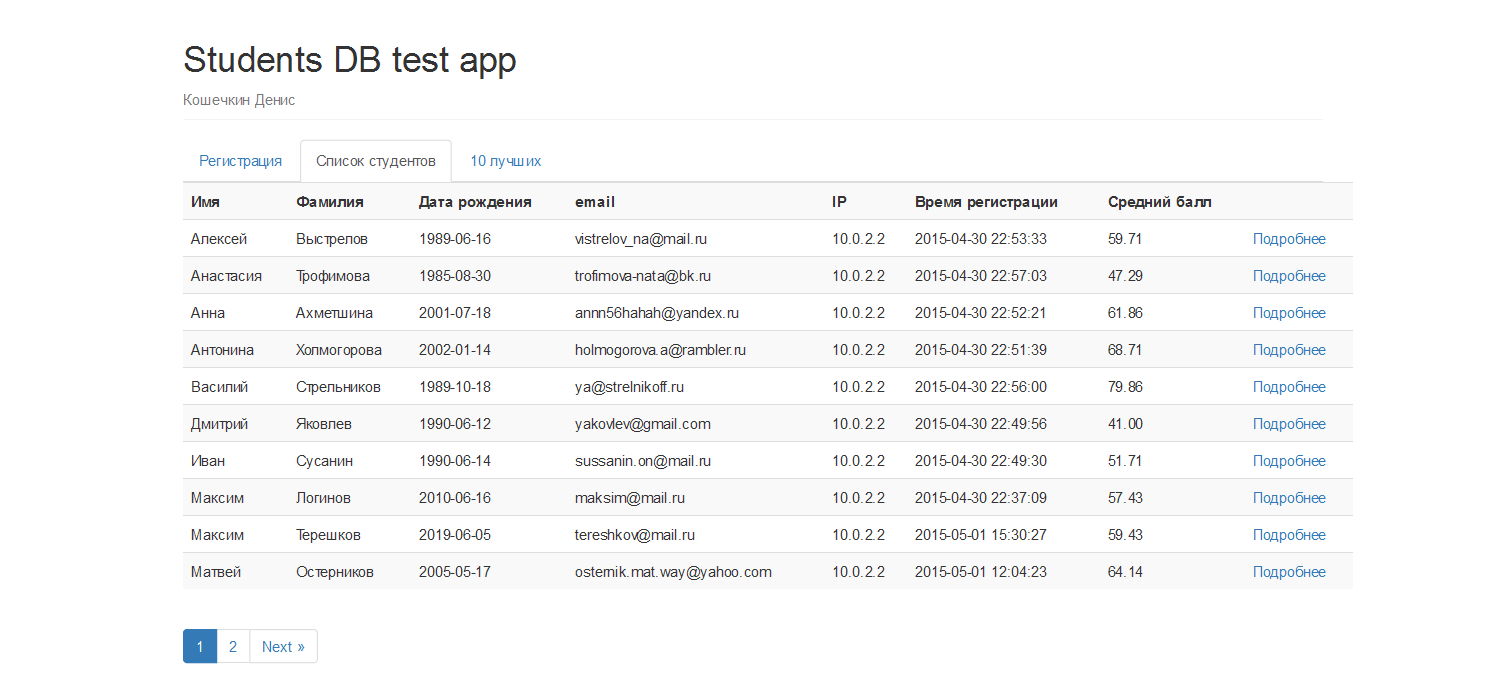 Students DB test app
Кошечкин Денис
Регистрация Список студентов 10 лучших
Имя Фамилия Дата рождения email IP Время регистрации Средний балл
Алексей Выстрелов 1989-06-16 vistrelov_na@mail.ru 10.0.2.2 2015-04-30 22:53:33 59.71 Подробнее
Анастасия Трофимова 1985-08-30 trofimova-nata@bk.ru 10.0.2.2 2015-04-30 22:57:03 47.29 Подробнее
Анна Ахметшина 2001-07-18 annn56hahah@yandex.ru 10.0.2.2 2015-04-30 22:52:21 61.86 Подробнее
Антонина Холмогорова 2002-01-14 holmogorova.a@rambler.ru 10.0.2.2 2015-04-30 22:51:39 68.71 Подробнее
Василий Стрельников 1989-10-18 ya@strelnikoff.ru 10.0.2.2 2015-04-30 22:56:00 79.86 Подробнее
Дмитрий Яковлев 1990-06-12 yakovlev@gmail.com 10.0.2.2 2015-04-30 22:49:56 41.00 Подробнее
Иван Сусанин 1990-06-14 sussanin.on@mail.ru 10.0.2.2 2015-04-30 22:49:30 51.71 Подробнее
Максим Логинов 2010-06-16 maksim@mail.ru 10.0.2.2 2015-04-30 22:37:09 57.43 Подробнее
Максим Терешков 2019-06-05 tereshkov@mail.ru 10.0.2.2 2015-05-01 15:30:27 59.43 Подробнее
Матвей Остерников 2005-05-17 osternik.mat.way@yahoo.com 10.0.2.2 2015-05-01 12:04:23 64.14 Подробнее
1 2 Next »